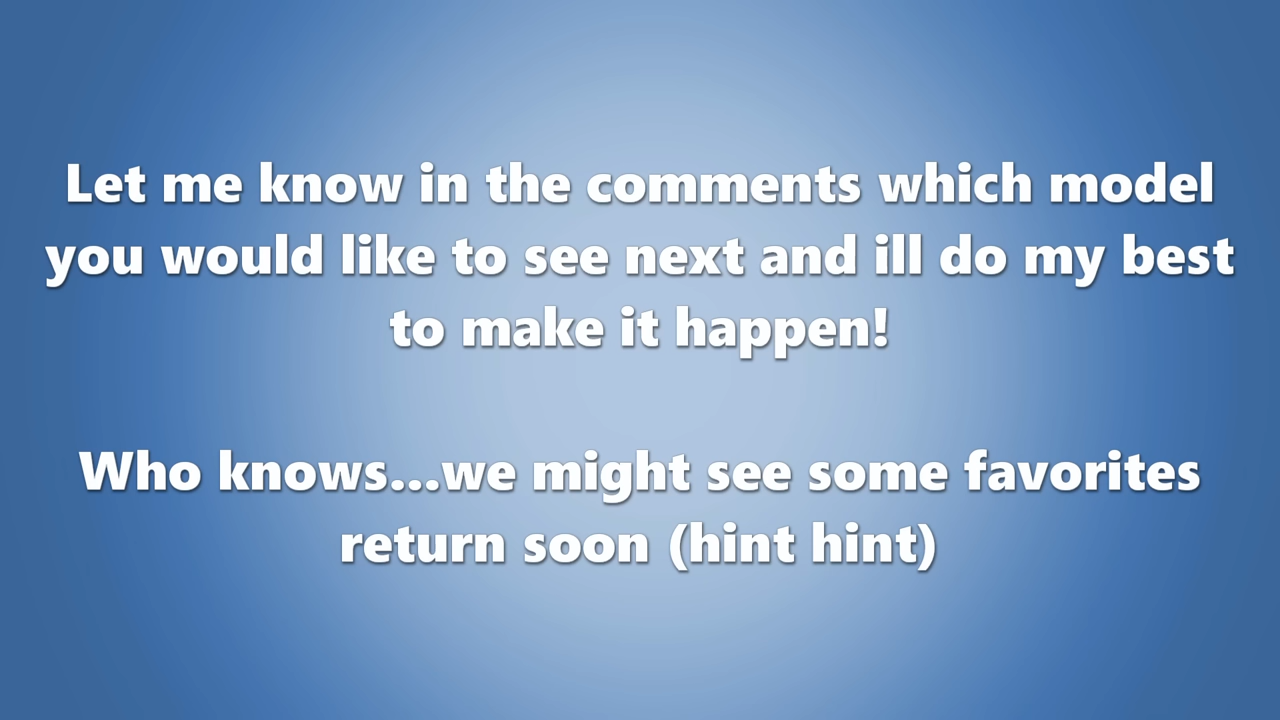 Let me know in the comments which model
you would like to see next and ill do my best
to make it happen!
Who knows...we might see some favorites
return soon (hint hint)